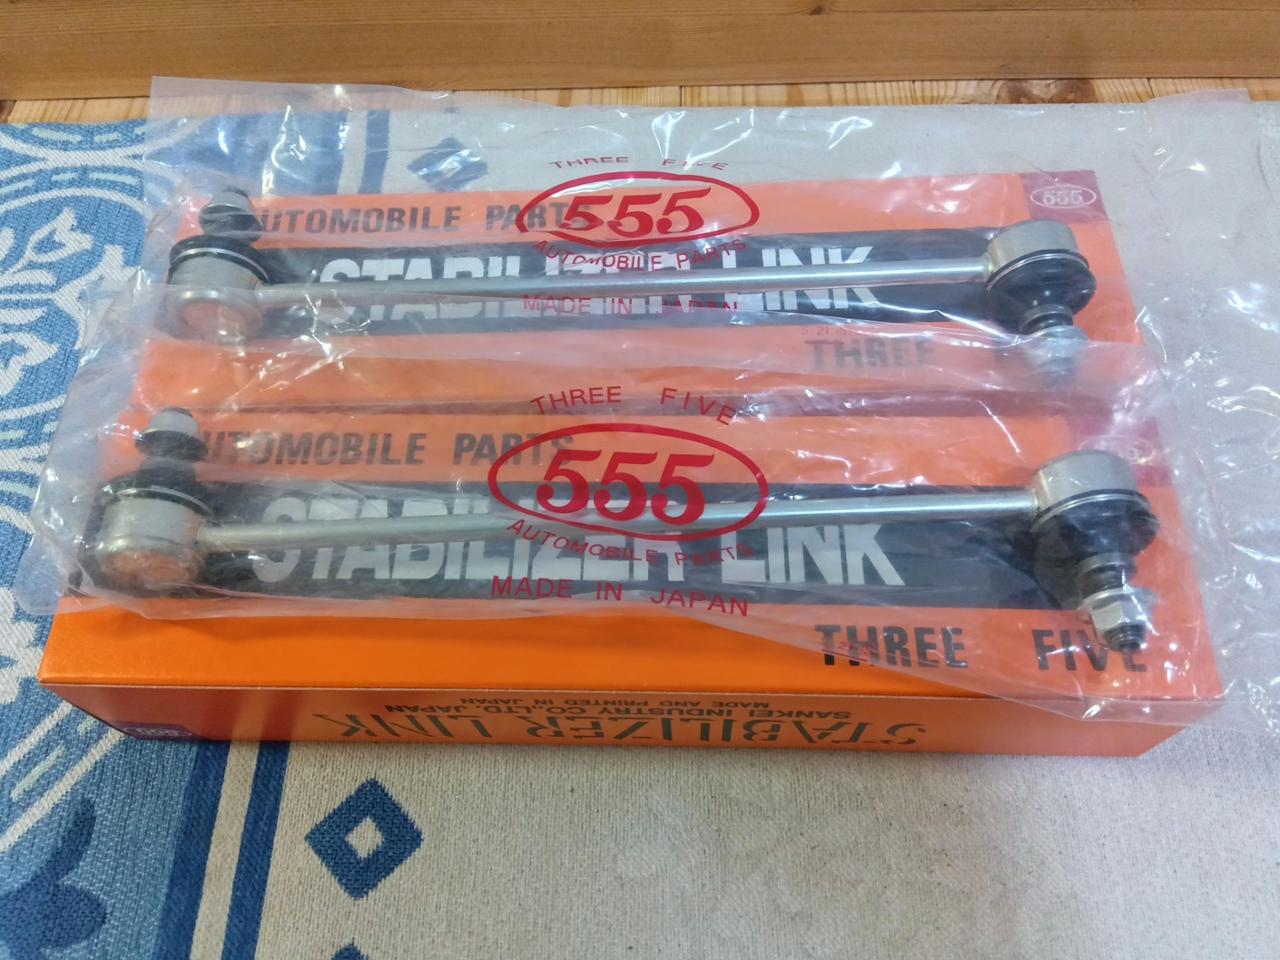 THREE FIVE
555
AUTOMOBILE PARTS
MADE IN JAPAN
UTOMOBILE PARTS
555
STABILIZER LINK
THREE
THREE FIVE
555
AUTOMOBILE PARTS
MADE IN JAPAN
UTOMOBILE PARTS
STABILIZER LINK
THREE FIVE
STABILIZER LINK
SANKEI INDUSTRY CO.,LTD. JAPAN
MADE AND PRINTED IN JAPAN